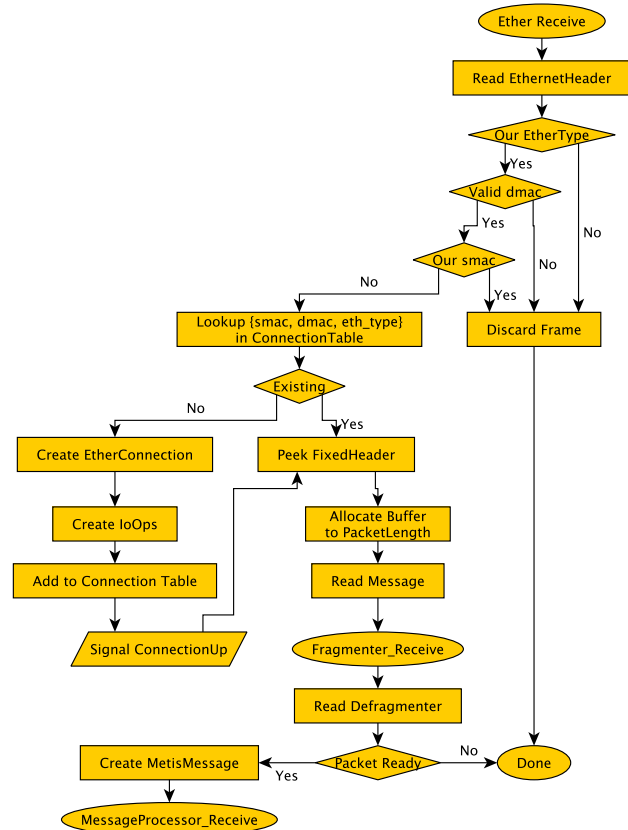 Ether Receive
Read EthernetHeader
Our EtherType
Yes
Valid dmac
Yes
No
Our smac
No
No
Yes
Lookup {smac, dmac, eth_type}
in ConnectionTable
Discard Frame
Existing
No
Yes
Create EtherConnection
Peek FixedHeader
Create IoOps
Allocate Buffer
to PacketLength
Add to Connection Table
Read Message
Signal ConnectionUp
Fragmenter_Receive
Read Defragmenter
Create MetisMessage
Yes
Packet Ready
No
Done
MessageProcessor_Receive